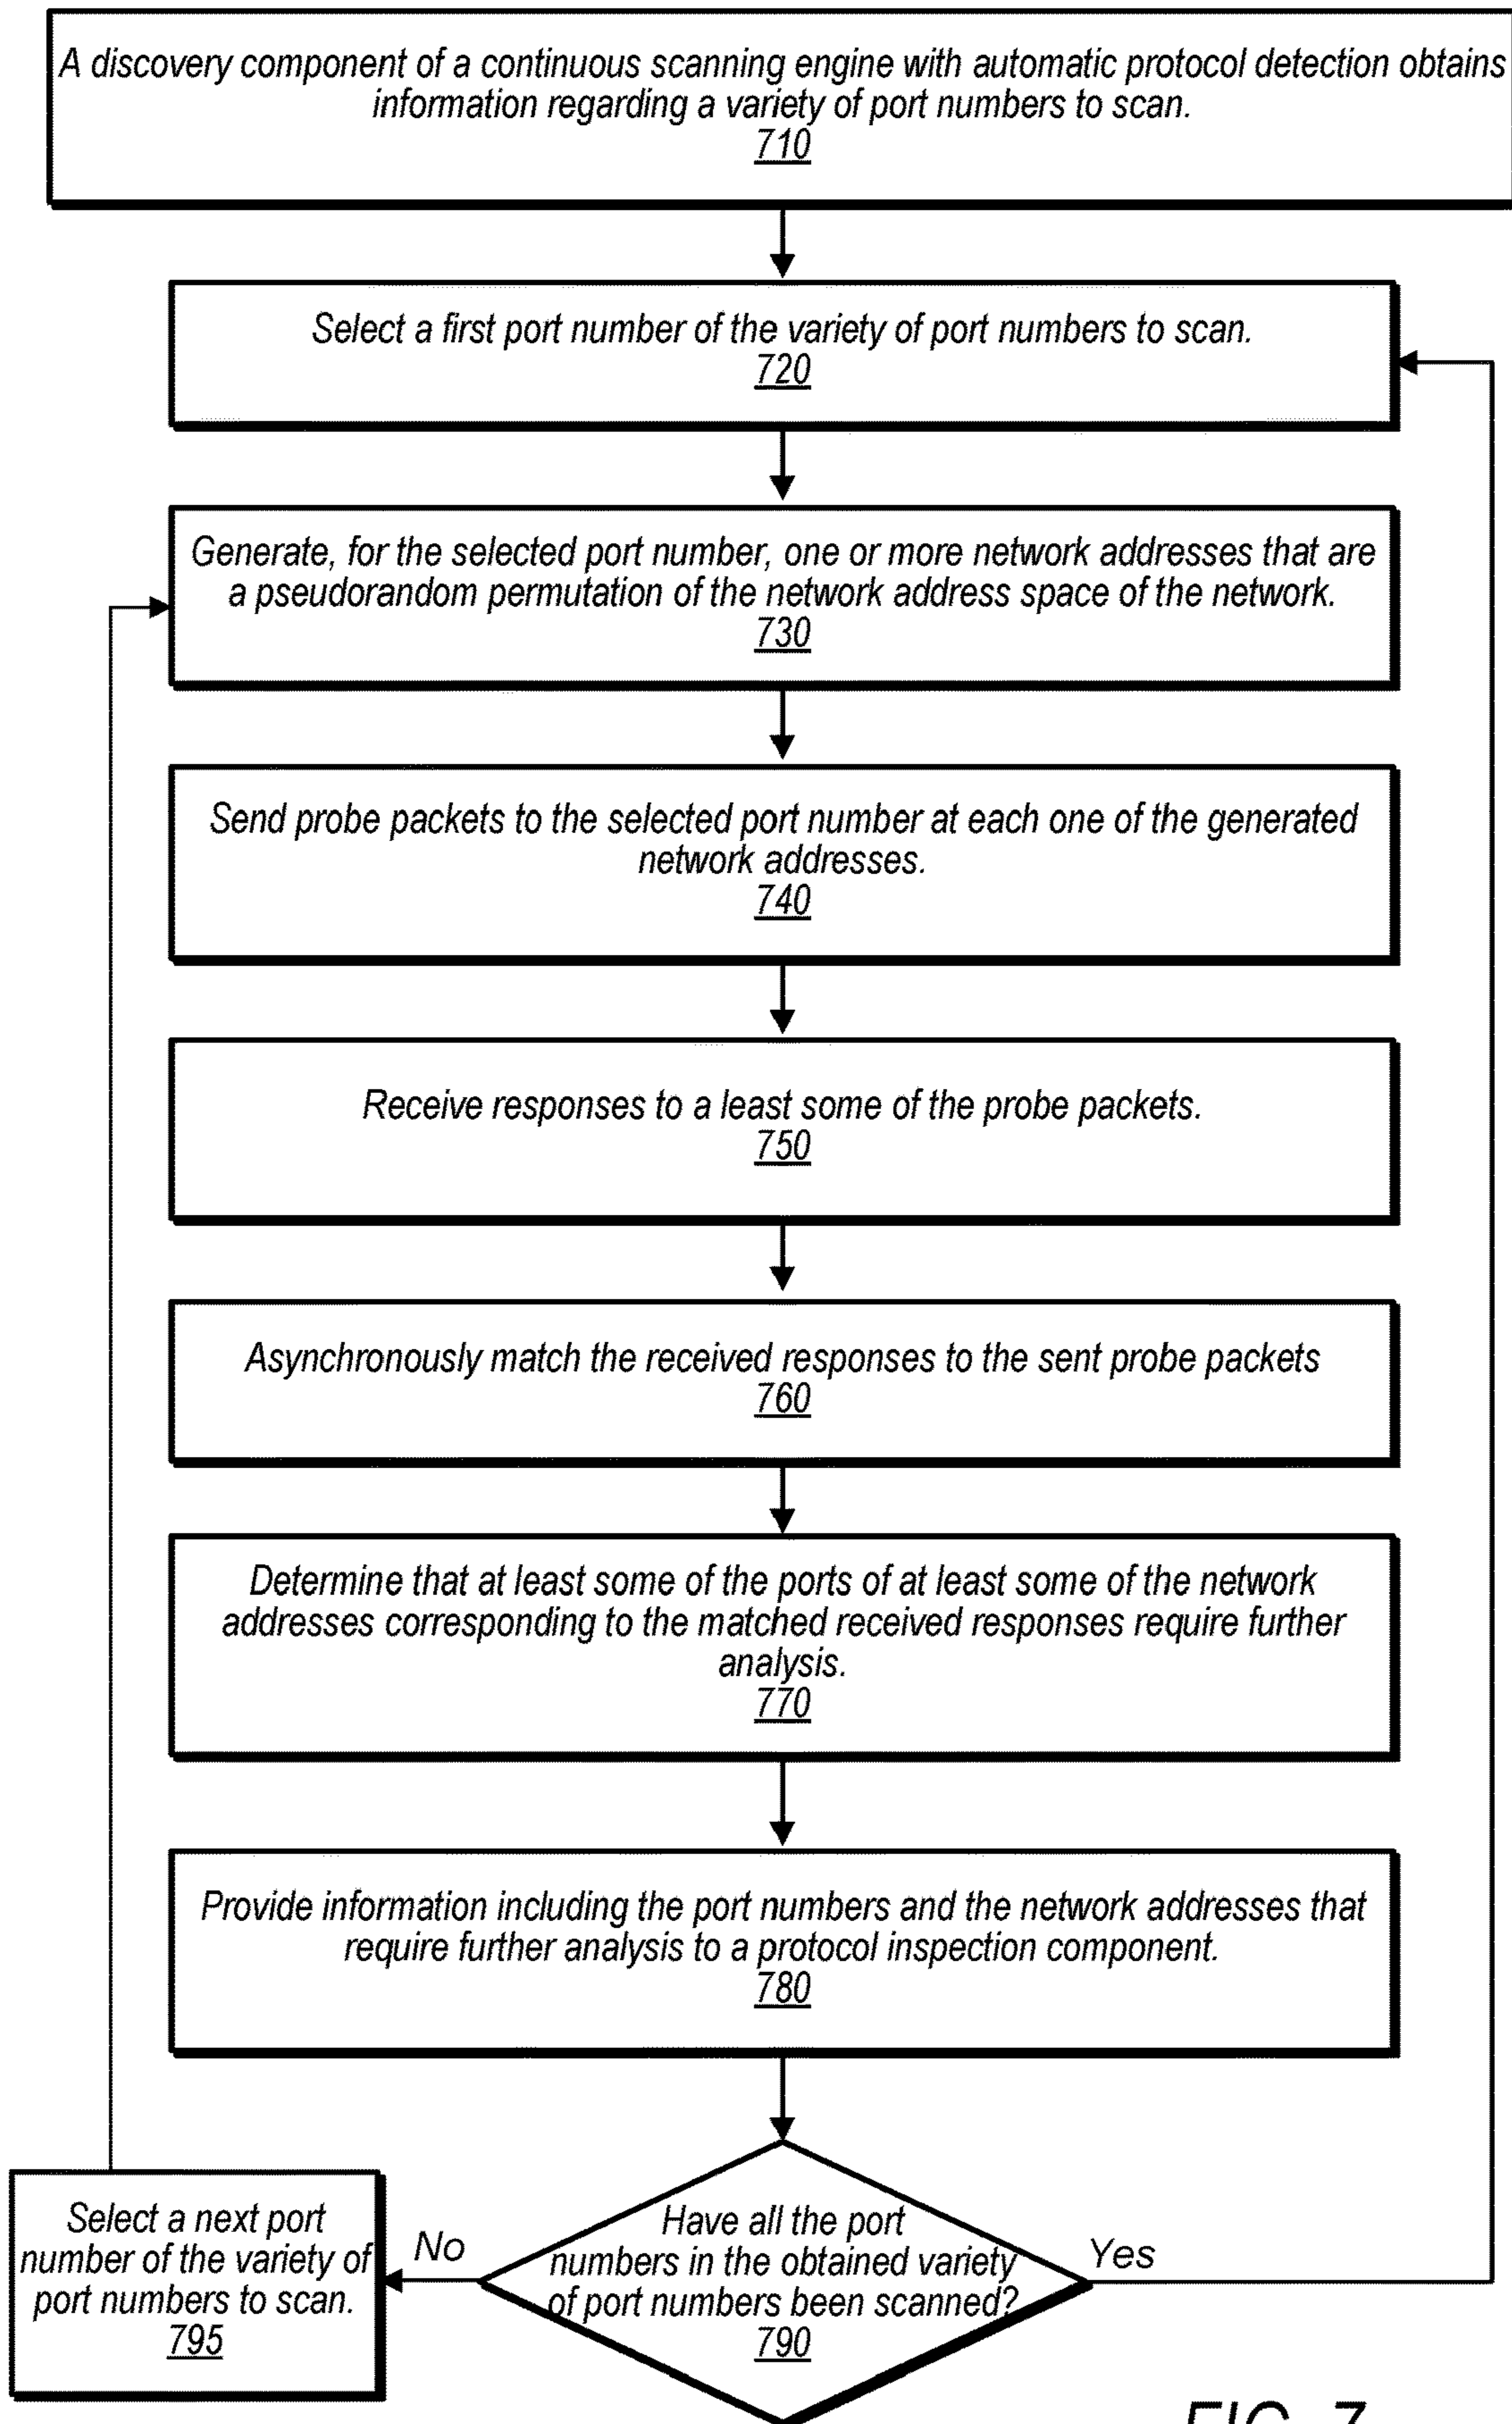 A discovery component of a continuous scanning engine with automatic protocol detection obtains
information regarding a variety of port numbers to scan.
710
Select a first port number of the variety of port numbers to scan.
720
Generate, for the selected port number, one or more network addresses that are
a pseudorandom permutation of the network address space of the network.
730
Send probe packets to the selected port number at each one of the generated
network addresses.
740
Receive responses to a least some of the probe packets.
750
Asynchronously match the received responses to the sent probe packets
760
Determine that at least some of the ports of at least some of the network
addresses corresponding to the matched received responses require further
analysis.
770
Provide information including the port numbers and the network addresses that
require further analysis to a protocol inspection component.
780
Have all the port
numbers in the obtained variety
of port numbers been scanned?
790
Yes
No
Select a next port
number of the variety of
port numbers to scan.
795
FIG. 7